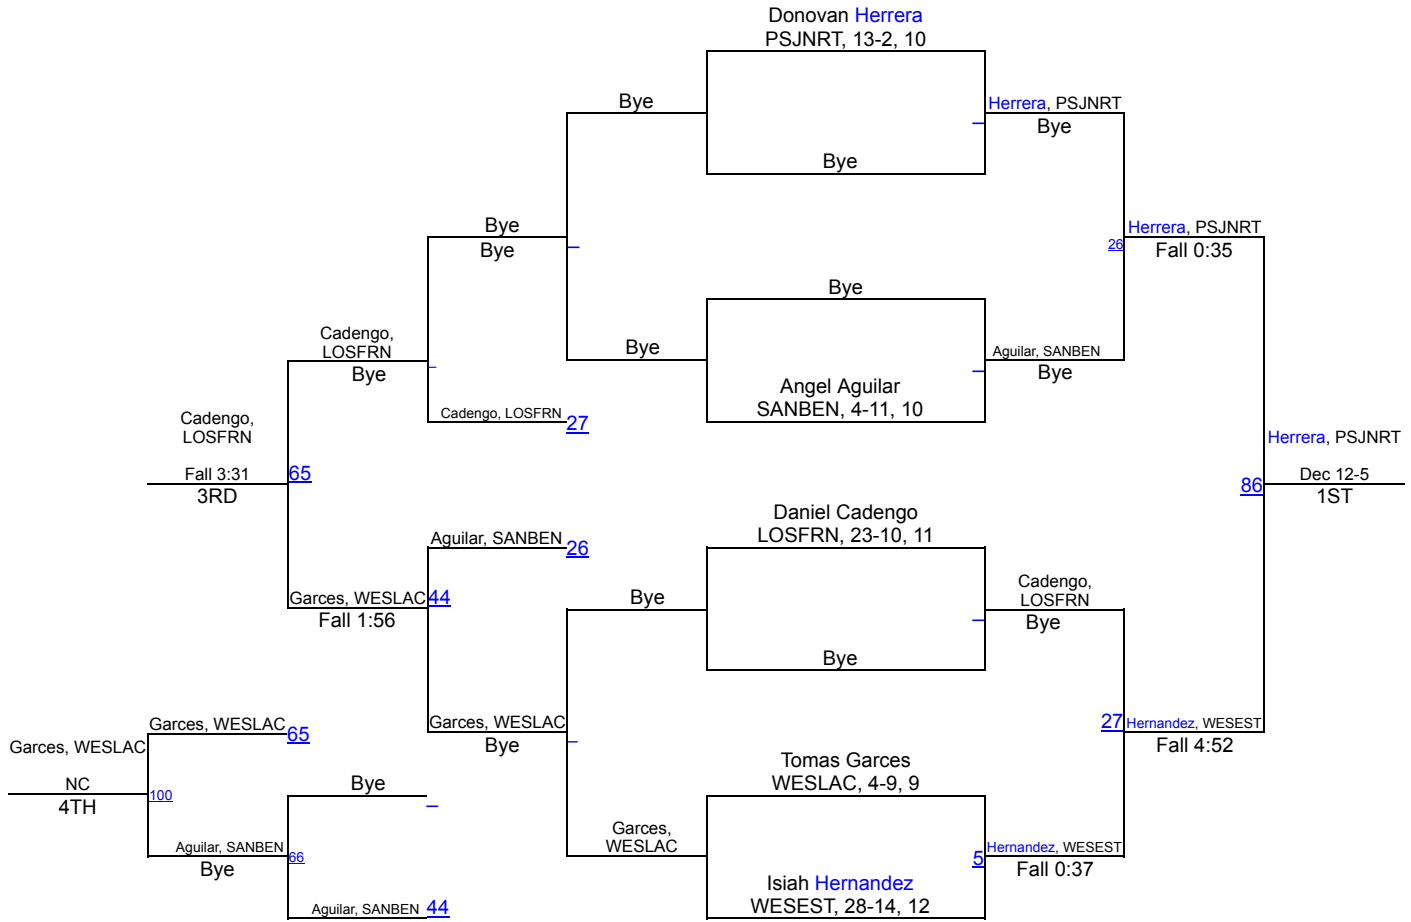 Donovan Herrera
PSJNRT, 13-2, 10
Bye
Herrera, PSJNRT
Bye
Bye
Bye
Bye
Herrera, PSJNRT
26
Fall 0:35
Bye
Cadengo,
LOSFRN
Bye
Bye
Aguilar, SANBEN
Bye
Angel Aguilar
SANBEN, 4-11, 10
Cadengo, LOSFRN
27
Cadengo,
LOSFRN
Fall 3:31
65
3RD
Herrera, PSJNRT
86
Dec 12-5
1ST
Daniel Cadengo
LOSFRN, 23-10, 11
Aguilar, SANBEN
26
Garces, WESLAC
44
Fall 1:56
Bye
Cadengo,
LOSFRN
Bye
Bye
Garces, WESLAC
Bye
27
Hernandez, WESEST
Fall 4:52
Garces, WESLAC
65
Garces, WESLAC
NC
100
4TH
Bye
Tomas Garces
WESLAC, 4-9, 9
Garces,
WESLAC
Aguilar, SANBEN
66
Bye
5
Hernandez, WESEST
Fall 0:37
Isiah Hernandez
WESEST, 28-14, 12
Aguilar, SANBEN
44